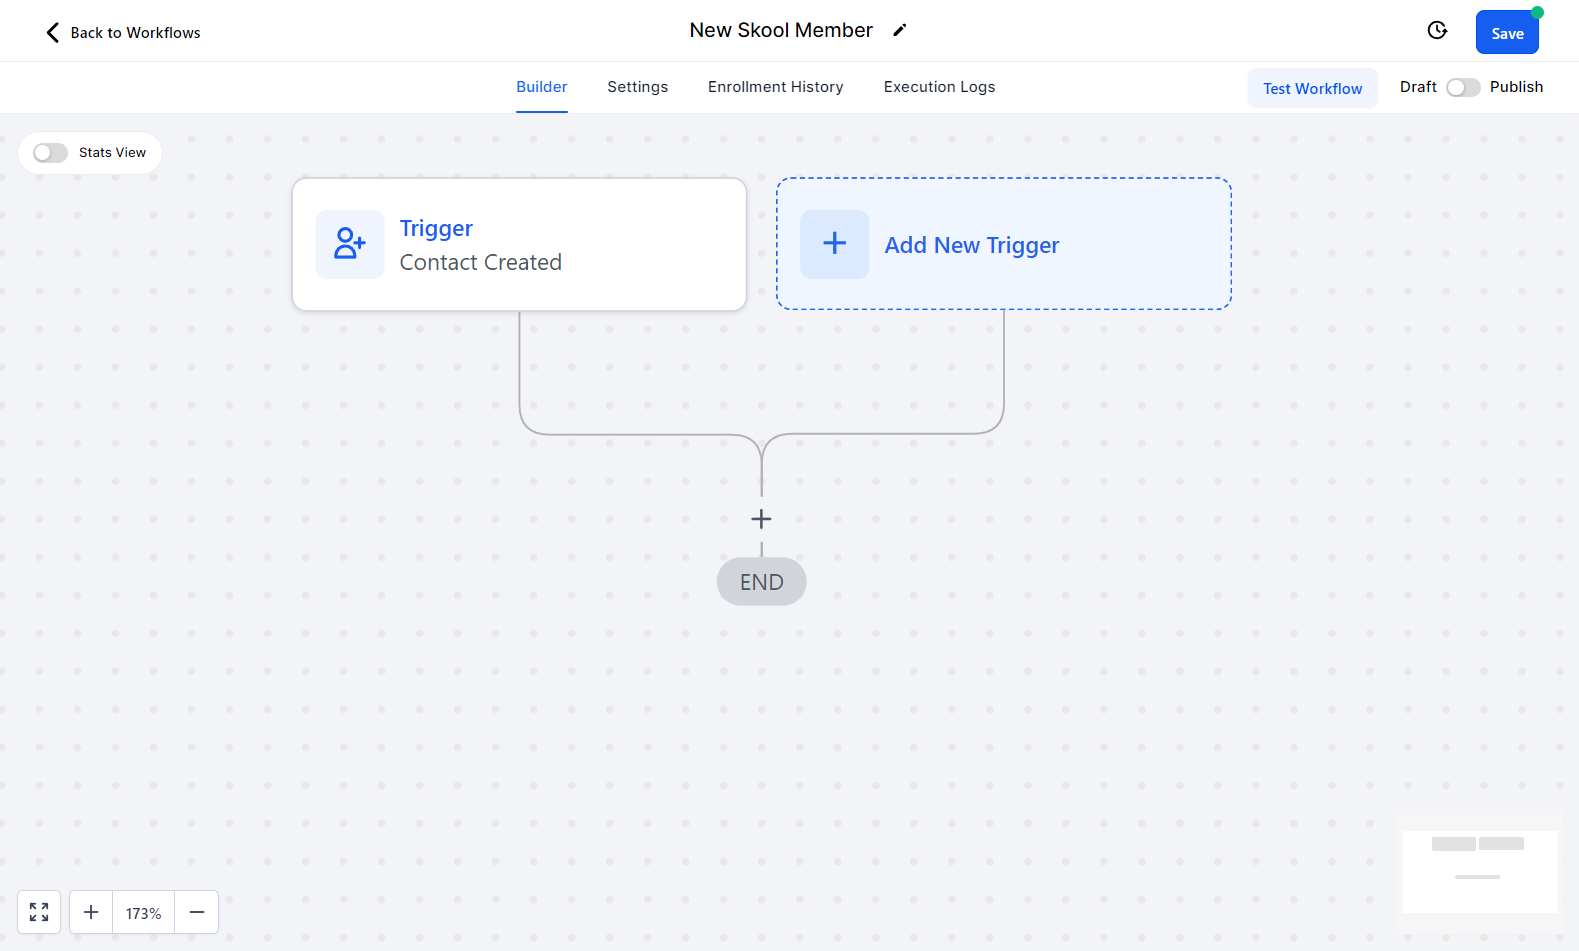 Back to Workflows
New Skool Member
Save
Builder
Settings
Enrollment History
Execution Logs
Test Workflow
Draft
Publish
Stats View
Trigger
Contact Created
Add New Trigger
END
173%